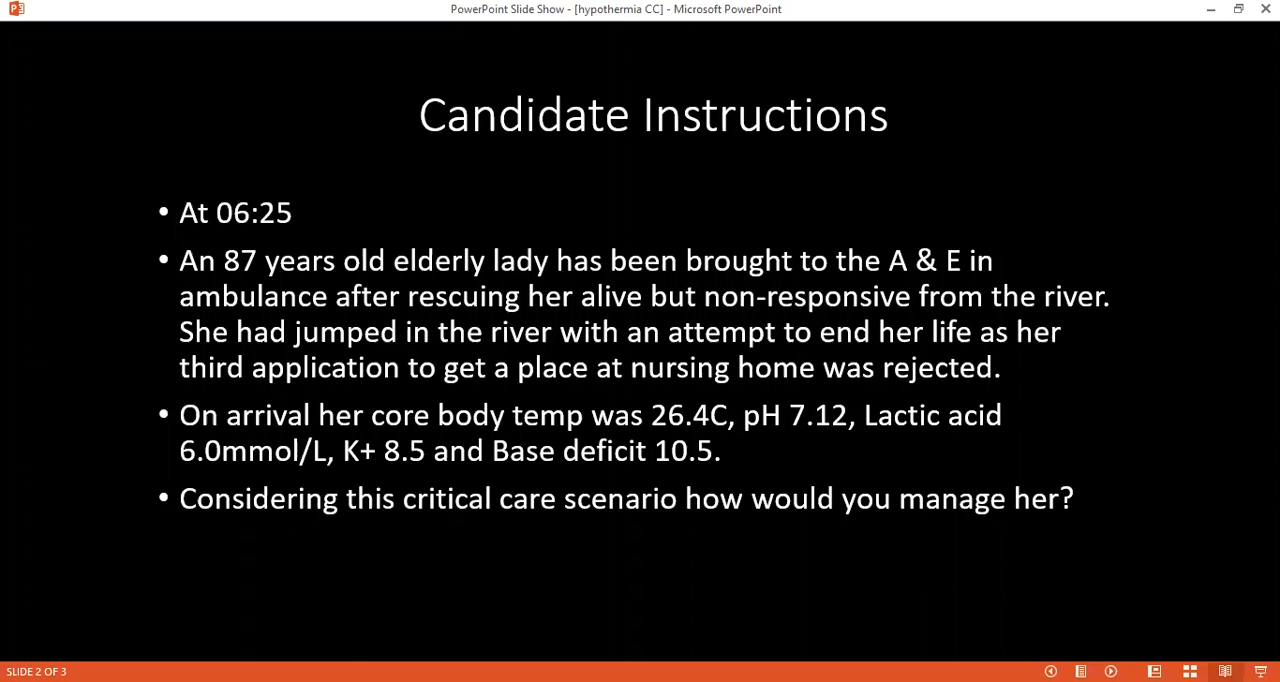 PowerPoint Slide Show - [hypothermia CC] - Microsoft PowerPoint
Candidate Instructions
• At 06:25
• An 87 years old elderly lady has been brought to the A & E in
ambulance after rescuing her alive but non-responsive from the river.
She had jumped in the river with an attempt to end her life as her
third application to get a place at nursing home was rejected.
• On arrival her core body temp was 26.4C, pH 7.12, Lactic acid
6.0mmol/L, K+ 8.5 and Base deficit 10.5.
• Considering this critical care scenario how would you manage her?
SLIDE 2 OF 3